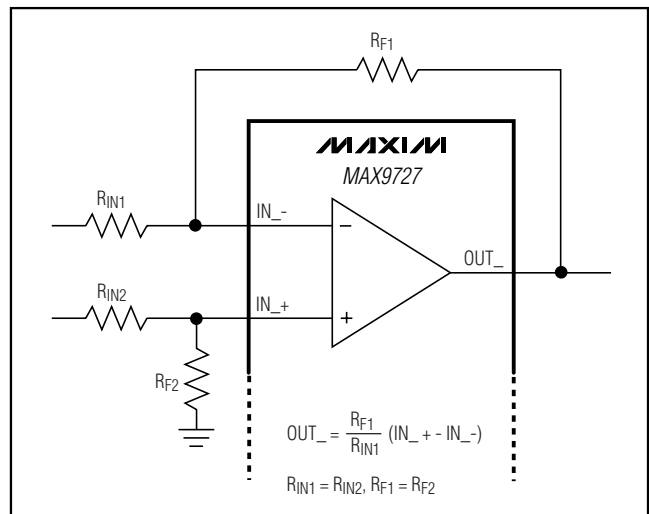 RF1
MAXIM
MAX9727
RIN1
IN_-
−
OUT_
RIN2
IN_+
+
RF2
OUT_ = RF1/RIN1 (IN_+ - IN_-)
RIN1 = RIN2, RF1 = RF2